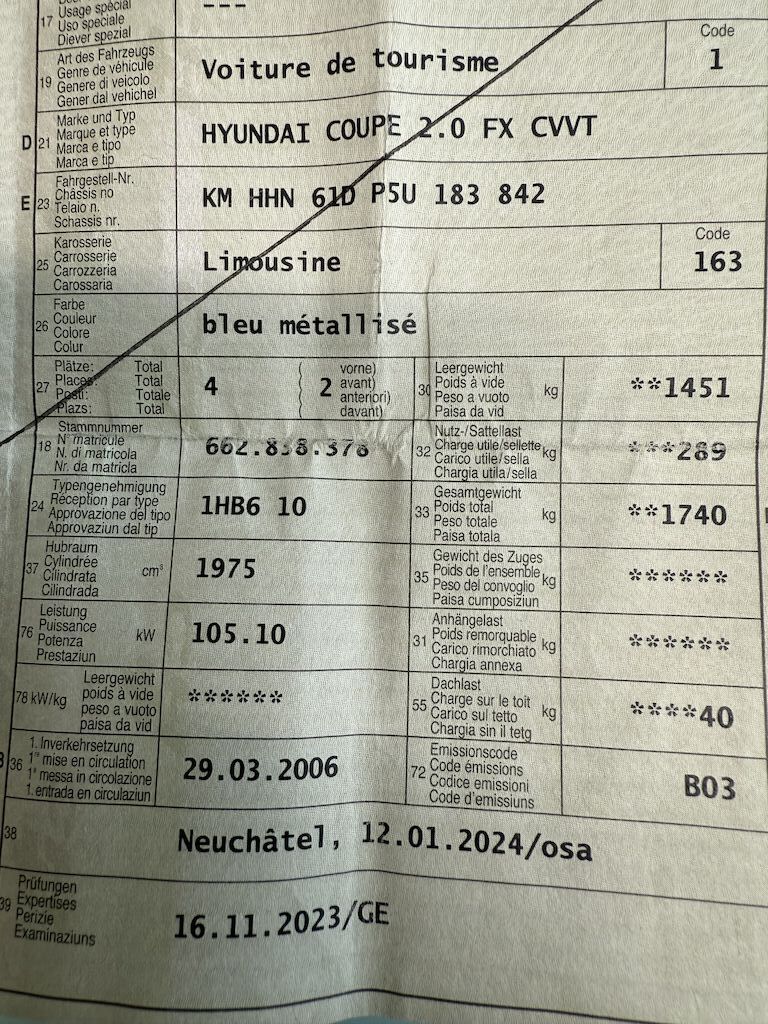 17 Usage spécial
Uso speciale
Diever spezial
---
19 Art des Fahrzeugs
Genre de véhicule
Genere di veicolo
Gener dal vehichel
Voiture de tourisme
Code
1
D 21 Marke und Typ
Marque et type
Marca e tipo
Marca e tip
HYUNDAI COUPE 2.0 FX CVVT
E 23 Fahrgestell-Nr.
Châssis no
Telaio n.
Schassis nr.
KM HHN 61D P5U 183 842
25 Karosserie
Carrosserie
Carrozzeria
Carossaria
Limousine
Code
163
26 Farbe
Couleur
Colore
Colur
bleu métallisé
27 Plätze: Total
Places: Total
Posti: Totale
Plazs: Total
4
2
vorne)
avant)
anteriori)
davant)
30 Leergewicht
Poids à vide
Peso a vuoto
Paisa da vid
kg
**1451
18 Stammnummer
N° matricule
N. di matricola
Nr. da matricla
662.838.378
32 Nutz-/Sattellast
Charge utile/sellette
Carico utile/sella
Chargia utila/sella
kg
***289
24 Typengenehmigung
Réception par type
Approvazione del tipo
Approvaziun dal tip
1HB6 10
33 Gesamtgewicht
Poids total
Peso totale
Paisa totala
kg
**1740
37 Hubraum
Cylindrée
Cilindrata
Cilindrada
cm³
1975
35 Gewicht des Zuges
Poids de l'ensemble
Peso del convoglio
Paisa cumposiziun
kg
******
76 Leistung
Puissance
Potenza
Prestaziun
kW
105.10
31 Anhängelast
Poids remorquable
Carico rimorchiato
Chargia annexa
kg
******
78 kW/kg
Leergewicht
poids à vide
peso a vuoto
paisa da vid
******
55 Dachlast
Charge sur le toit
Carico sul tetto
Chargia sin il tetg
kg
****40
B 36 1. Inverkehrsetzung
1re mise en circulation
1a messa in circolazione
1. entrada en circulaziun
29.03.2006
72 Emissionscode
Code émissions
Codice emissioni
Code d'emissiuns
B03
38
Neuchâtel, 12.01.2024/osa
39 Prüfungen
Expertises
Perizie
Examinaziuns
16.11.2023/GE